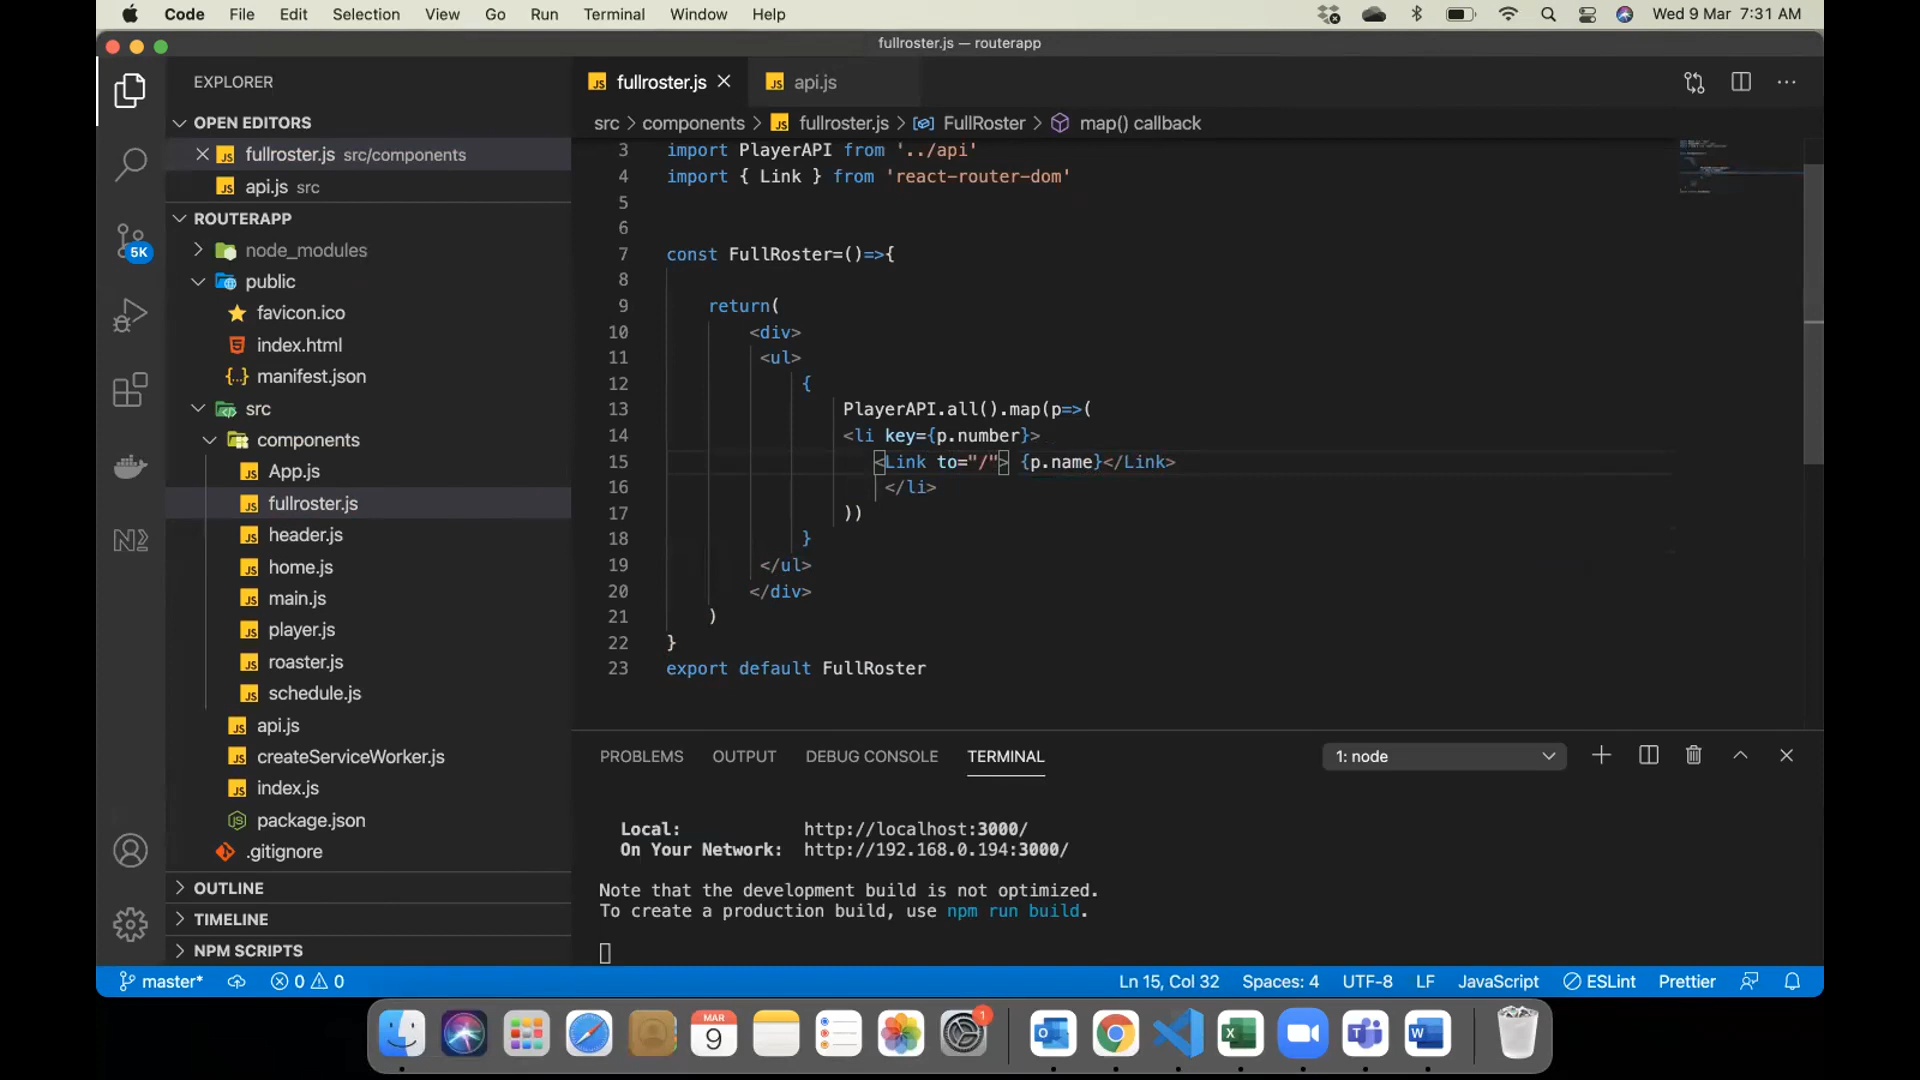 Code File Edit Selection View Go Run Terminal Window Help Wed 9 Mar 7:31 AM
fullroster.js — routerapp
EXPLORER
OPEN EDITORS
fullroster.js src/components
api.js src
ROUTERAPP
node_modules
public
favicon.ico
index.html
manifest.json
src
components
App.js
fullroster.js
header.js
home.js
main.js
player.js
roaster.js
schedule.js
api.js
createServiceWorker.js
index.js
package.json
.gitignore
OUTLINE
TIMELINE
NPM SCRIPTS
5K
fullroster.js api.js
src > components > fullroster.js > FullRoster > map() callback
3 import PlayerAPI from '../api'
4 import { Link } from 'react-router-dom'
5
6
7 const FullRoster=()=>{
8
9 return(
10 <div>
11 <ul>
12 {
13 PlayerAPI.all().map(p=>(
14 <li key={p.number}>
15 <Link to="/"> {p.name}</Link>
16 </li>
17 ))
18 }
19 </ul>
20 </div>
21 )
22 }
23 export default FullRoster
PROBLEMS OUTPUT DEBUG CONSOLE TERMINAL 1: node
Local: http://localhost:3000/
On Your Network: http://192.168.0.194:3000/
Note that the development build is not optimized.
To create a production build, use npm run build.
master* 0 0 Ln 15, Col 32 Spaces: 4 UTF-8 LF JavaScript ESLint Prettier
MAR
9
1